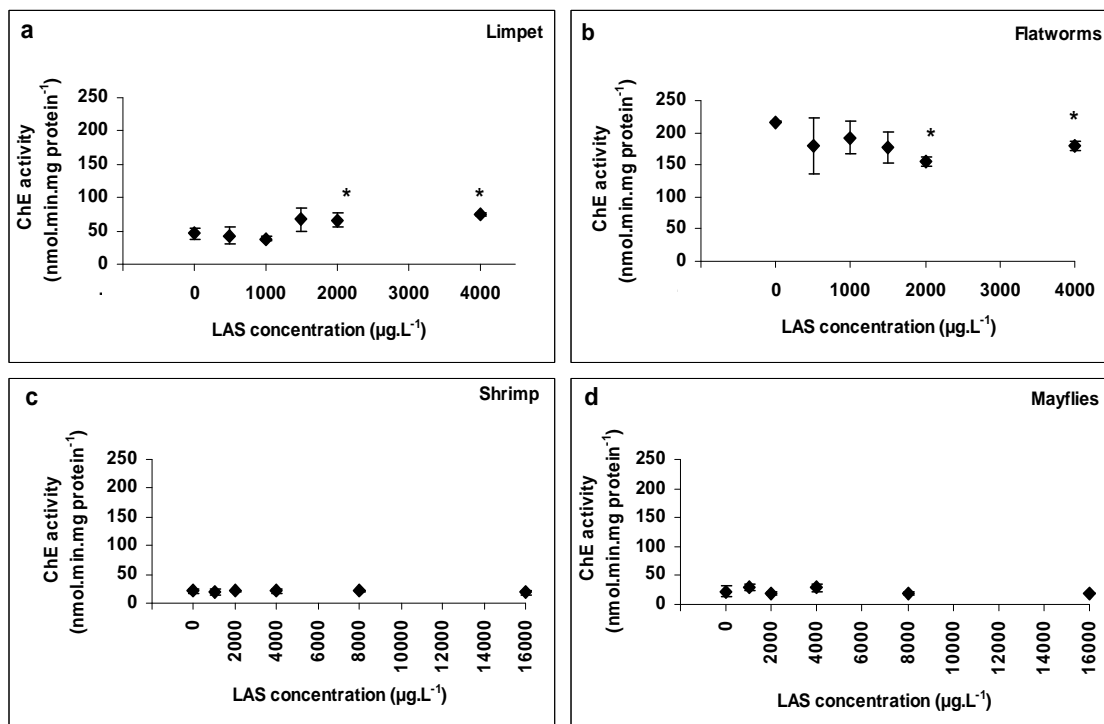 a
Limpet
ChE activity
(nmol.min.mg protein⁻¹)
250
200
150
100
50
0
*
*
0 1000 2000 3000 4000
LAS concentration (µg.L⁻¹)
b
Flatworms
ChE activity
(nmol.min.mg protein⁻¹)
250
200
150
100
50
0
*
*
0 1000 2000 3000 4000
LAS concentration (µg.L⁻¹)
c
Shrimp
ChE activity
(nmol.min.mg protein⁻¹)
250
200
150
100
50
0
0 2000 4000 6000 8000 10000 12000 14000 16000
LAS concentration (µg.L⁻¹)
d
Mayflies
ChE activity
(nmol.min.mg protein⁻¹)
250
200
150
100
50
0
0 2000 4000 6000 8000 10000 12000 14000 16000
LAS concentration (µg.L⁻¹)